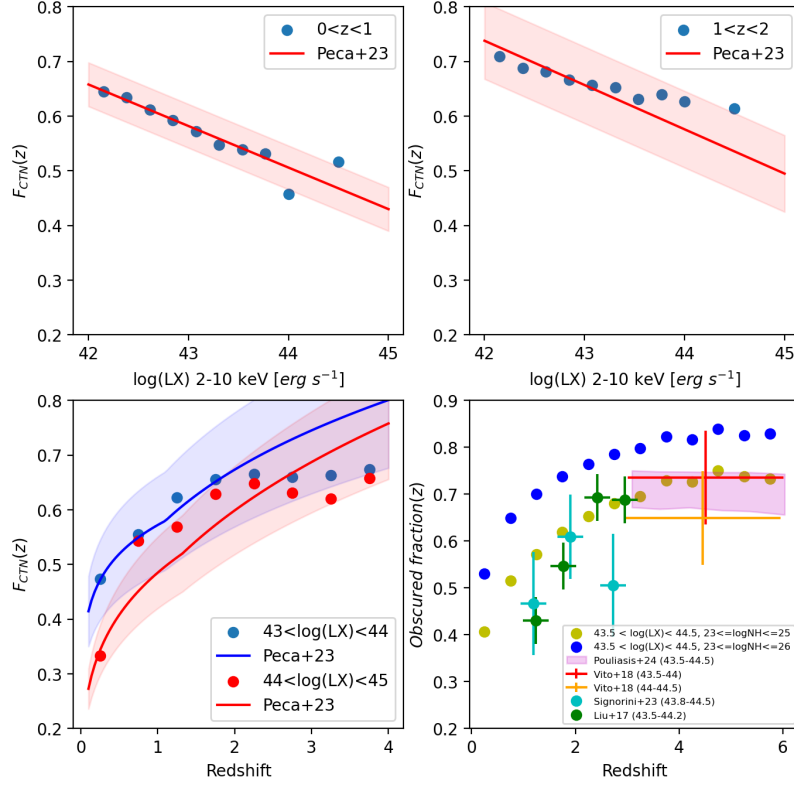 0.8
0.7
0.6
0.5
0.4
0.3
0.2
F_CTN(z)
0<z<1
Peca+23
42
43
44
45
log(LX) 2-10 keV [erg s⁻¹]
0.8
0.7
0.6
0.5
0.4
0.3
0.2
F_CTN(z)
1<z<2
Peca+23
42
43
44
45
log(LX) 2-10 keV [erg s⁻¹]
0.8
0.7
0.6
0.5
0.4
0.3
0.2
F_CTN(z)
43<log(LX)<44
Peca+23
44<log(LX)<45
Peca+23
0
1
2
3
4
Redshift
0.9
0.8
0.7
0.6
0.5
0.4
0.3
0.2
Obscured fraction(z)
43.5 < log(LX)< 44.5, 23<=logNH<=25
43.5 < log(LX)< 44.5, 23<=logNH<=26
Pouliasis+24 (43.5-44.5)
Vito+18 (43.5-44)
Vito+18 (44-44.5)
Signorini+23 (43.8-44.5)
Liu+17 (43.5-44.2)
0
2
4
6
Redshift